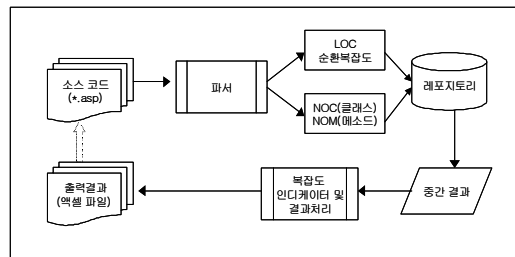 소스 코드
(*.asp)
파서
LOC
순환복잡도
NOC(클래스)
NOM(메소드)
레포지토리
출력결과
(액셀 파일)
복잡도
인디케이터 및
결과처리
중간 결과